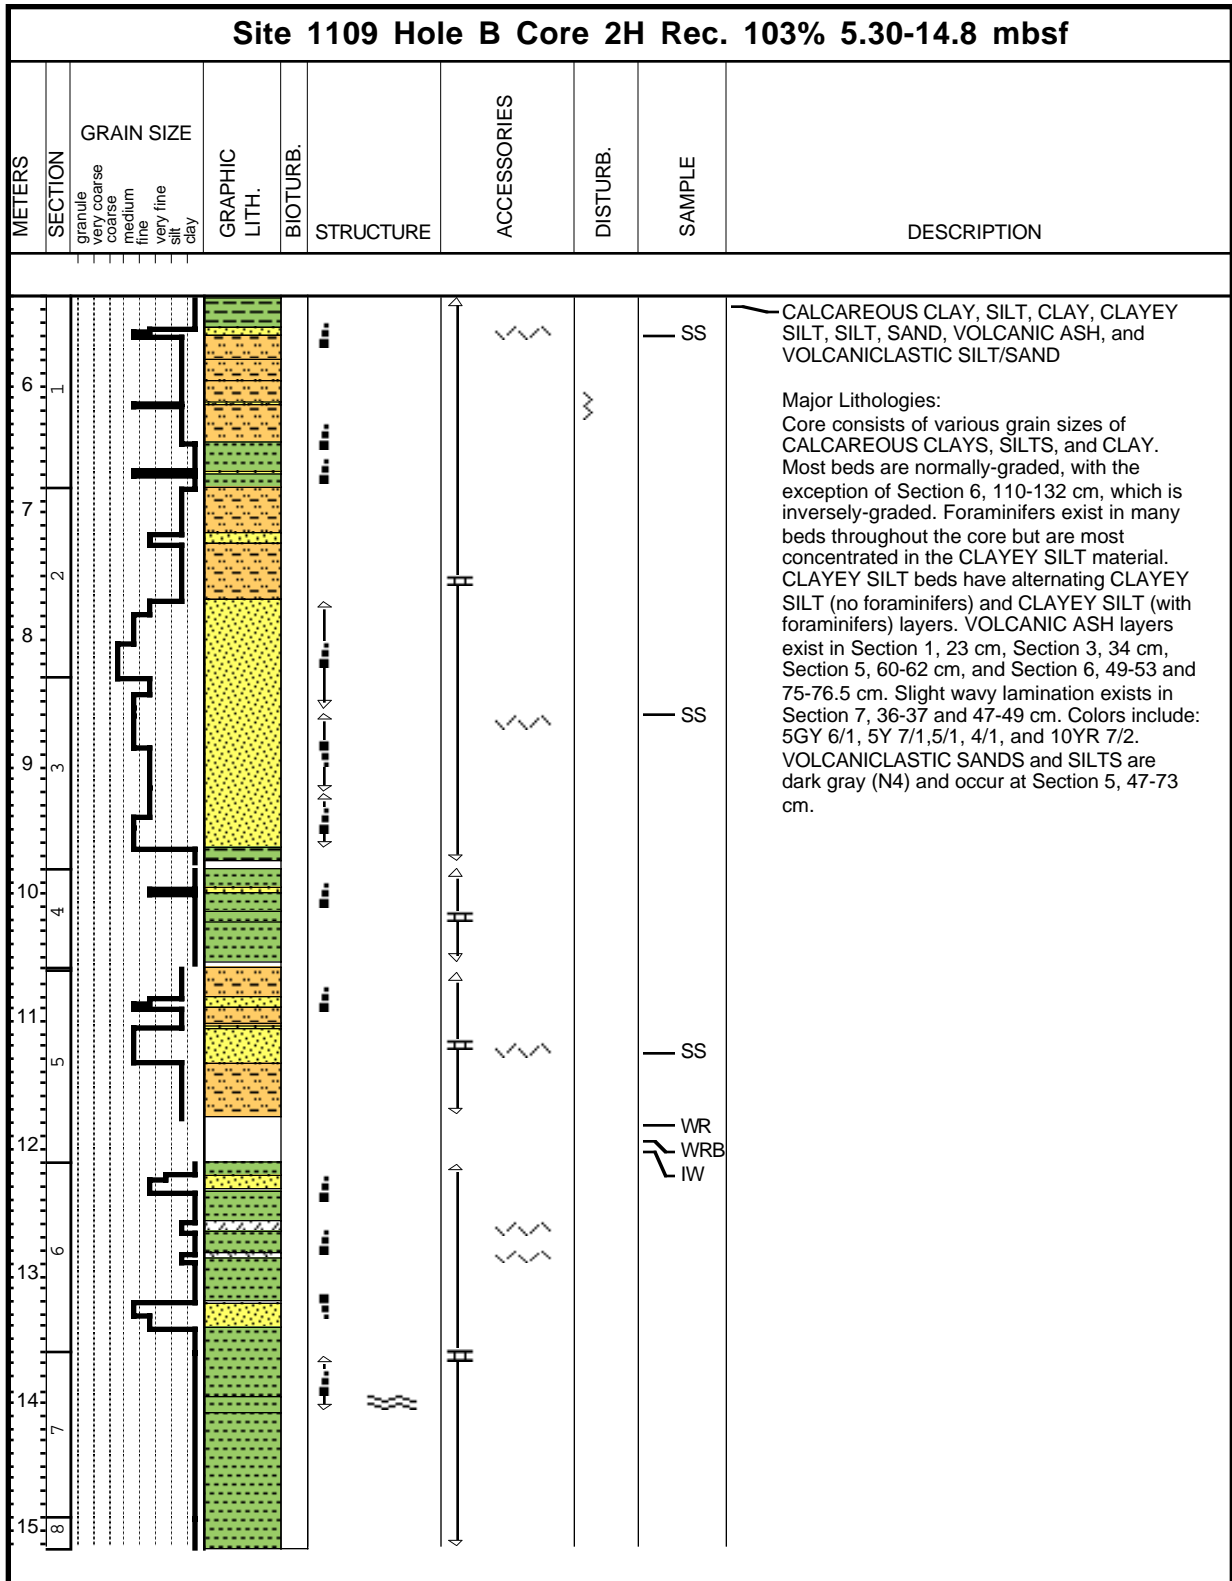 Site 1109 Hole B Core 2H Rec. 103% 5.30-14.8 mbsf
METERS
SECTION
GRAIN SIZE
granule
very coarse
coarse
medium
fine
very fine
silt
clay
GRAPHIC
LITH.
BIOTURB.
STRUCTURE
ACCESSORIES
DISTURB.
SAMPLE
DESCRIPTION
CALCAREOUS CLAY, SILT, CLAY, CLAYEY
SILT, SILT, SAND, VOLCANIC ASH, and
VOLCANICLASTIC SILT/SAND
Major Lithologies:
Core consists of various grain sizes of
CALCAREOUS CLAYS, SILTS, and CLAY.
Most beds are normally-graded, with the
exception of Section 6, 110-132 cm, which is
inversely-graded. Foraminifers exist in many
beds throughout the core but are most
concentrated in the CLAYEY SILT material.
CLAYEY SILT beds have alternating CLAYEY
SILT (no foraminifers) and CLAYEY SILT (with
foraminifers) layers. VOLCANIC ASH layers
exist in Section 1, 23 cm, Section 3, 34 cm,
Section 5, 60-62 cm, and Section 6, 49-53 and
75-76.5 cm. Slight wavy lamination exists in
Section 7, 36-37 and 47-49 cm. Colors include:
5GY 6/1, 5Y 7/1,5/1, 4/1, and 10YR 7/2.
VOLCANICLASTIC SANDS and SILTS are
dark gray (N4) and occur at Section 5, 47-73
cm.
SS
6
1
7
2
8
SS
9
3
10
4
11
SS
5
WR
12
WRB
IW
6
13
14
7
15
8